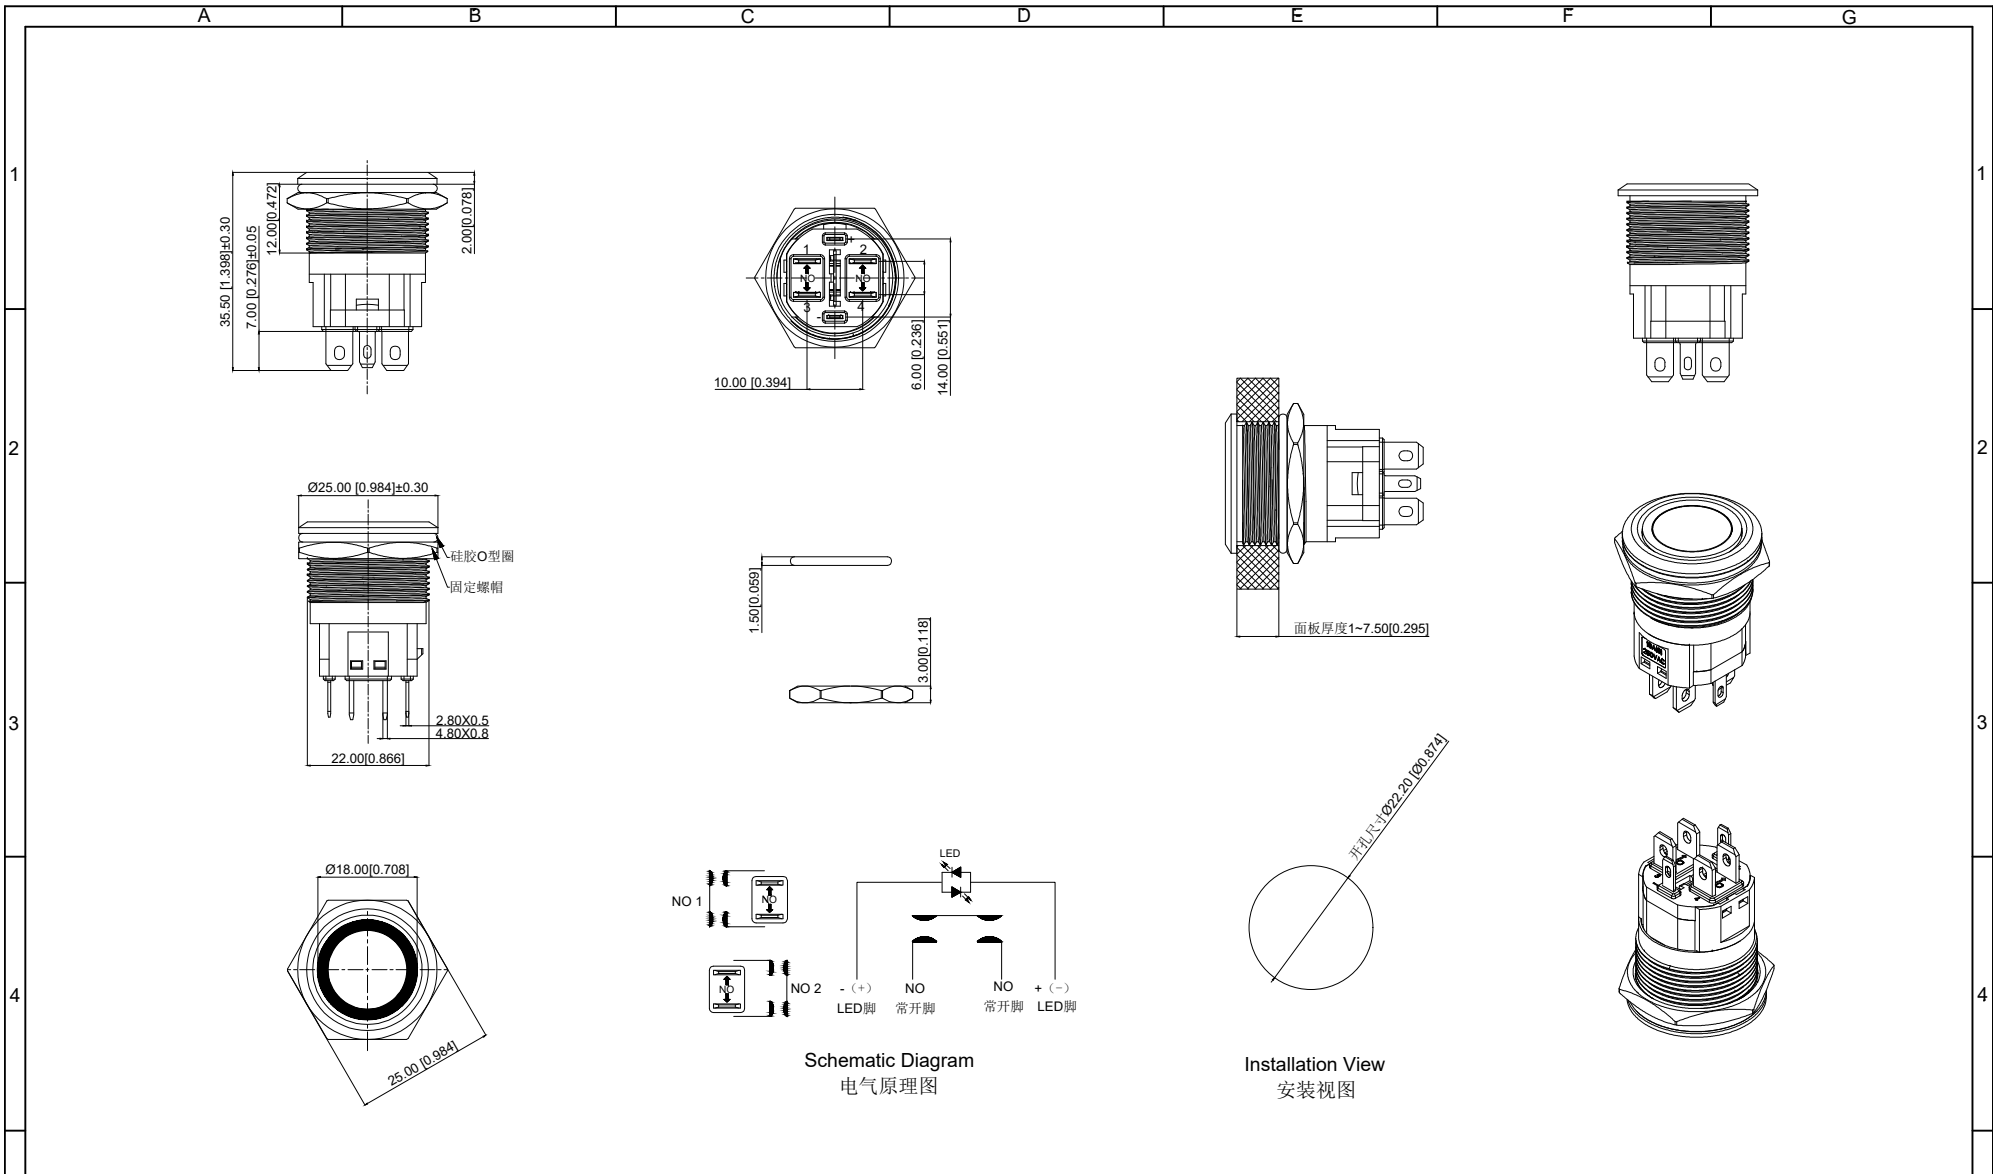 A B C D E F G
1
1
35.50 [1.398]±0.30
7.00 [0.276]±0.05
12.00[0.472]
2.00[0.078]
1 2
+
NO NO
3 4
-
10.00 [0.394]
6.00 [0.236]
14.00 [0.551]
2
2
Ø25.00 [0.984]±0.30
硅胶O型圈
固定螺帽
2.80X0.5
4.80X0.8
22.00[0.866]
1.50[0.059]
3.00[0.118]
面板厚度1~7.50[0.295]
3
3
开孔尺寸Ø22.20 [Ø0.874]
Ø18.00[0.708]
25.00 [0.984]
NO 1
NO
NO
NO 2
LED
- (+) NO NO + (-)
LED脚 常开脚 常开脚 LED脚
4
4
Schematic Diagram
电气原理图
Installation View
安装视图